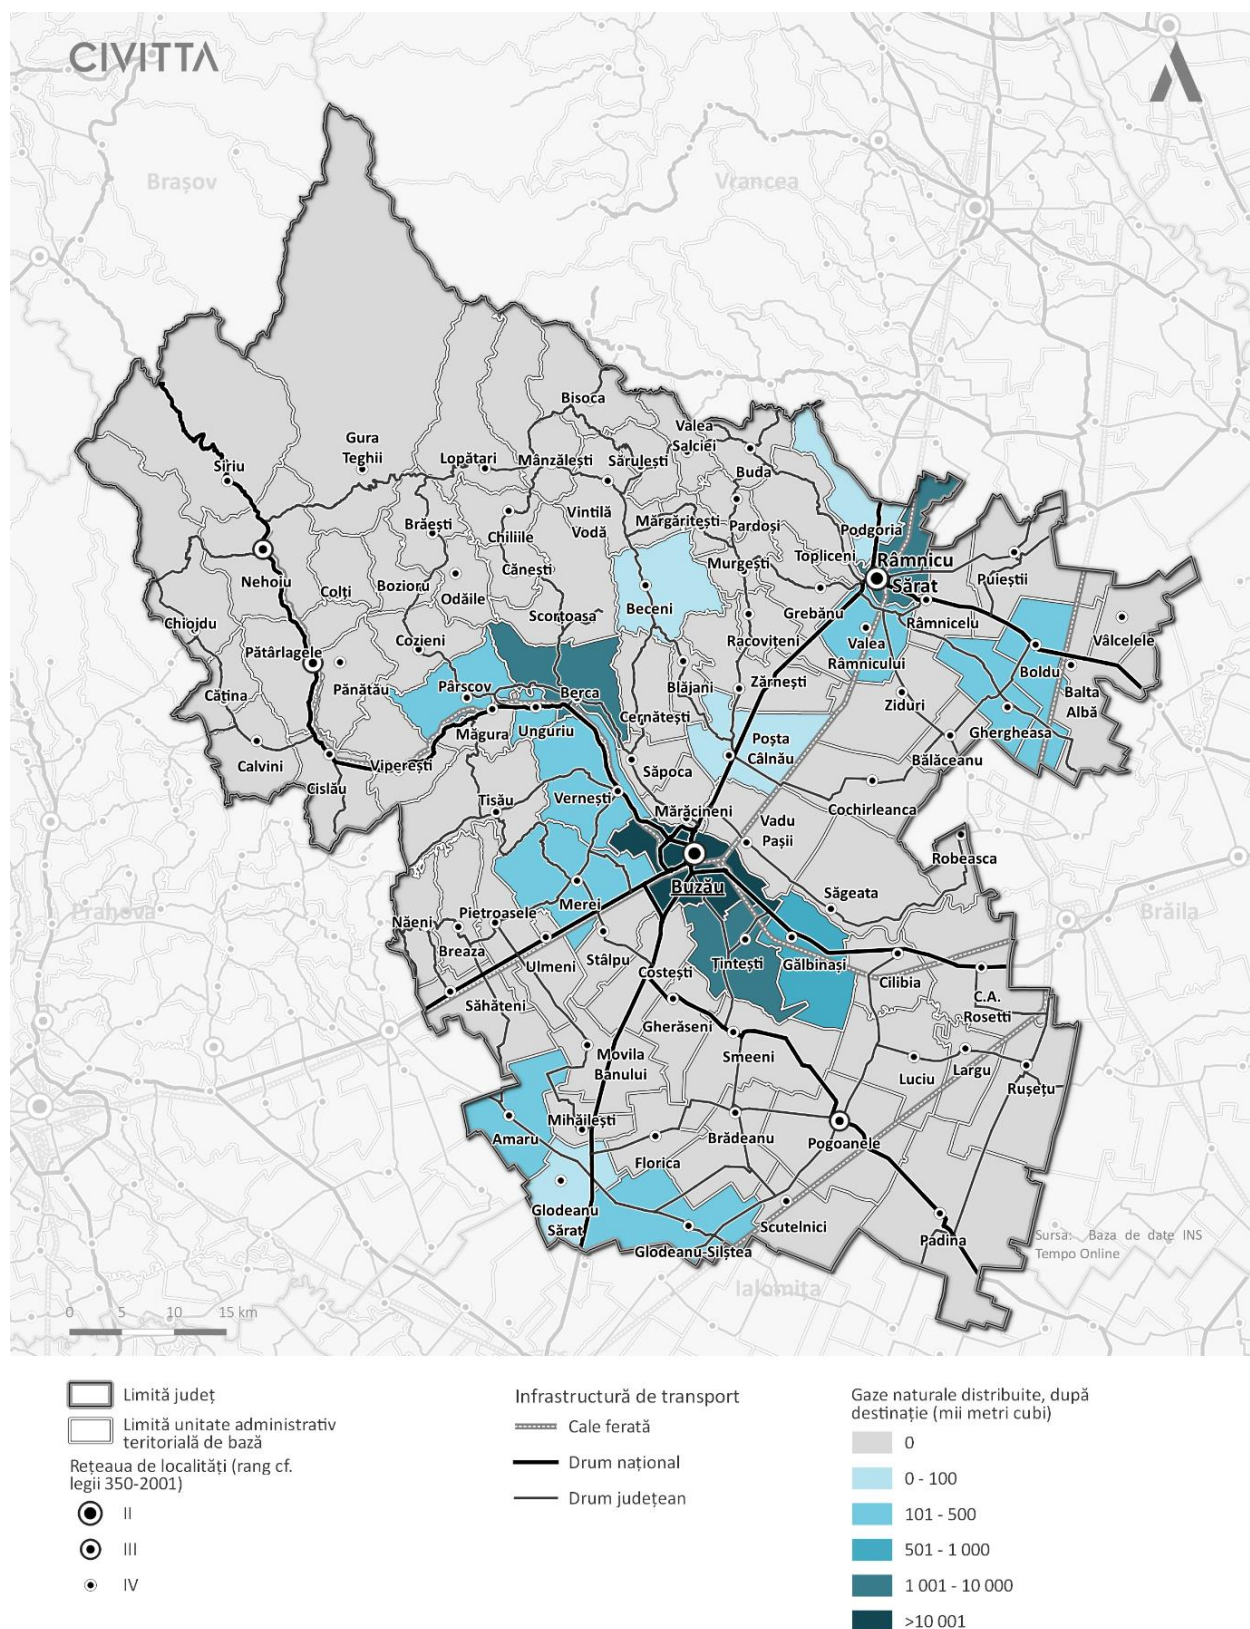 CIVITTA
Brașov
Vrancea
Bisoca
Valea
Salciei
Gura
Teghii
Lopătari
Mânzălești
Sărulești
Siriu
Buda
Vintilă
Vodă
Brăești
Chiliile
Mărgăritești
Pardoși
Podgoria
Topliceni
Râmnicu
Sărat
Murgești
Cănești
Nehoiu
Colți
Bozioru
Odăile
Puieștii
Beceni
Grebănu
Râmnicelu
Chiojdu
Scorțoasa
Cozieni
Racovițeni
Valea
Râmnicului
Vâlcelele
Pătârlagele
Pănătău
Pârscov
Berca
Blăjani
Zărnești
Boldu
Balta
Albă
Cătina
Ziduri
Măgura
Unguriu
Cernătești
Poșta
Câlnău
Ghergheasa
Calvini
Viperești
Săpoca
Bălăceanu
Cislău
Tisău
Vernești
Mărăcineni
Cochirleanca
Vadu
Pașii
Robeasca
Buzău
Prahova
Săgeata
Brăila
Merei
Năeni
Pietroasele
Breaza
Ulmeni
Stâlpu
Costești
Țintești
Gălbinași
Cilibia
C.A.
Rosetti
Săhăteni
Gherăseni
Movila
Banului
Smeeni
Luciu
Largu
Rușețu
Mihăilești
Amaru
Brădeanu
Pogoanele
Florica
Glodeanu
Sărat
Scutelnici
Glodeanu-Siliștea
Padina
Sursa: Baza de date INS
Tempo Online
Ialomița
0 5 10 15 km
Limită județ
Limită unitate administrativ
teritorială de bază
Rețeaua de localități (rang cf.
legii 350-2001)
II
III
IV
Infrastructură de transport
Cale ferată
Drum național
Drum județean
Gaze naturale distribuite, după
destinație (mii metri cubi)
0
0 - 100
101 - 500
501 - 1 000
1 001 - 10 000
>10 001